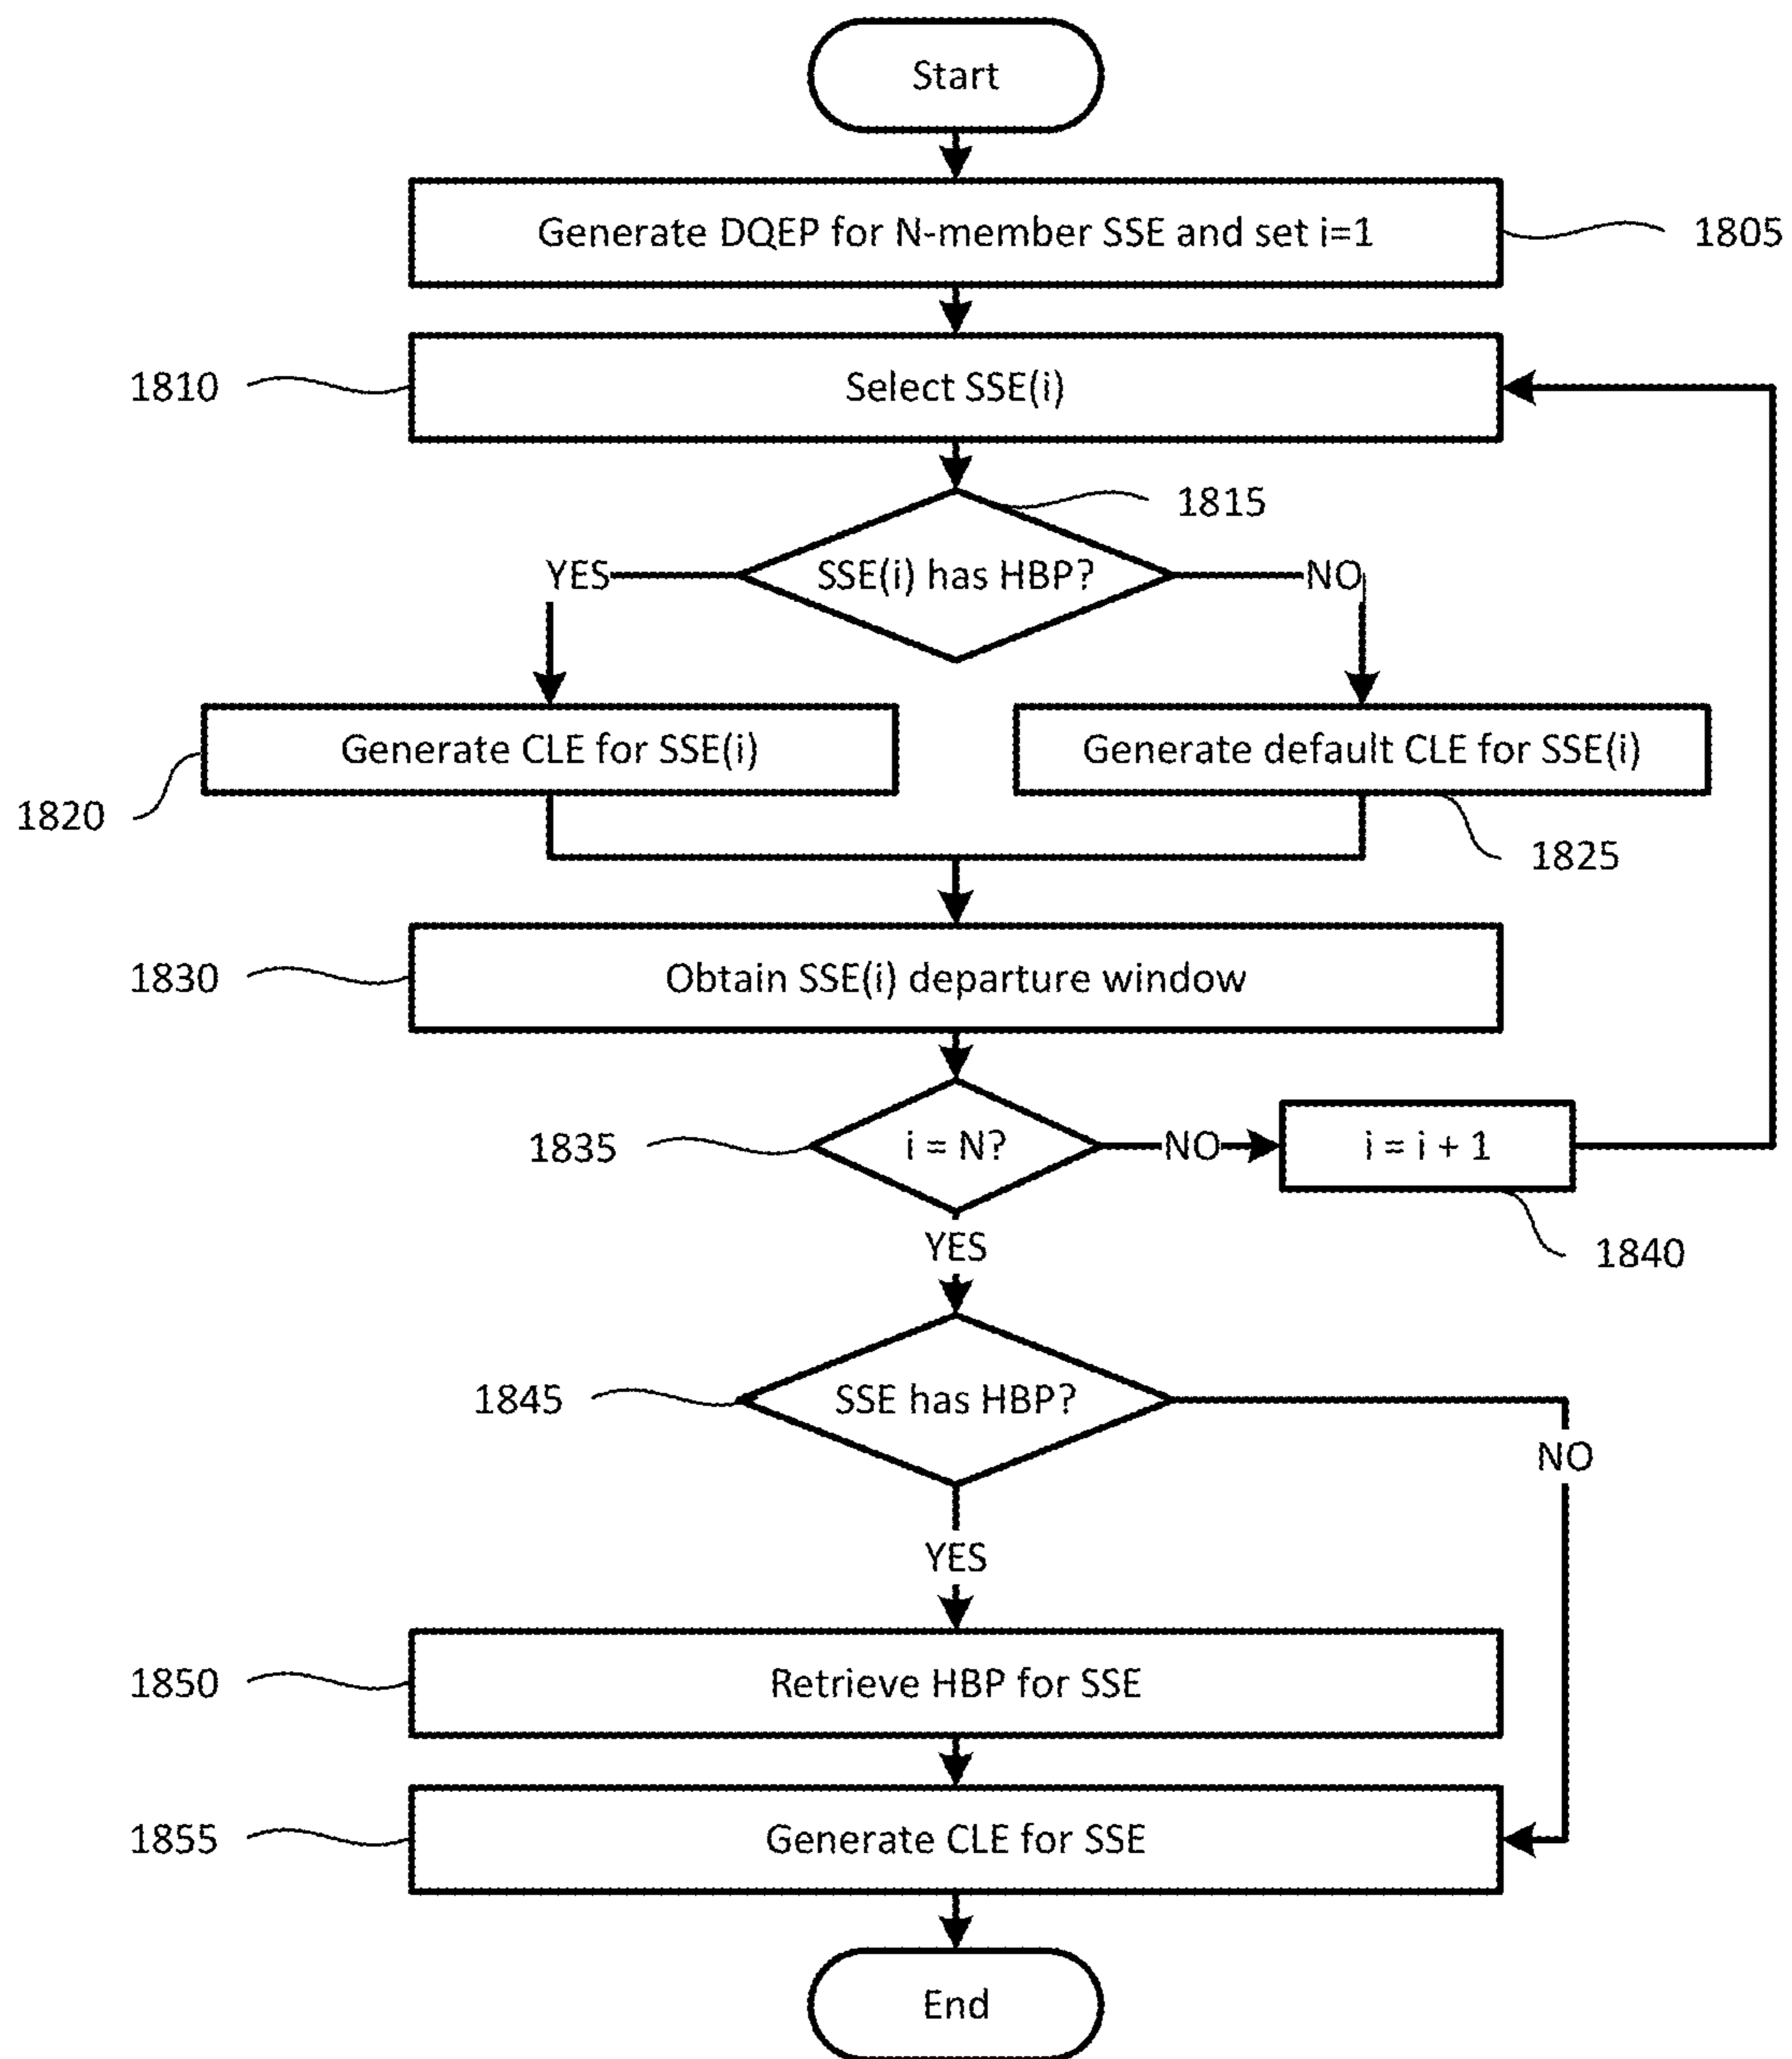 Start
Generate DQEP for N-member SSE and set i=1
1805
1810
Select SSE(i)
1815
YES
SSE(i) has HBP?
NO
Generate CLE for SSE(i)
Generate default CLE for SSE(i)
1820
1825
1830
Obtain SSE(i) departure window
1835
i = N?
NO
i = i + 1
YES
1840
1845
SSE has HBP?
NO
YES
1850
Retrieve HBP for SSE
1855
Generate CLE for SSE
End